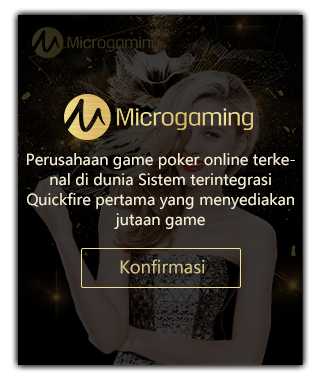 Microgaming
Microgaming
Perusahaan game poker online terke-
nal di dunia Sistem terintegrasi
Quickfire pertama yang menyediakan
jutaan game
Konfirmasi